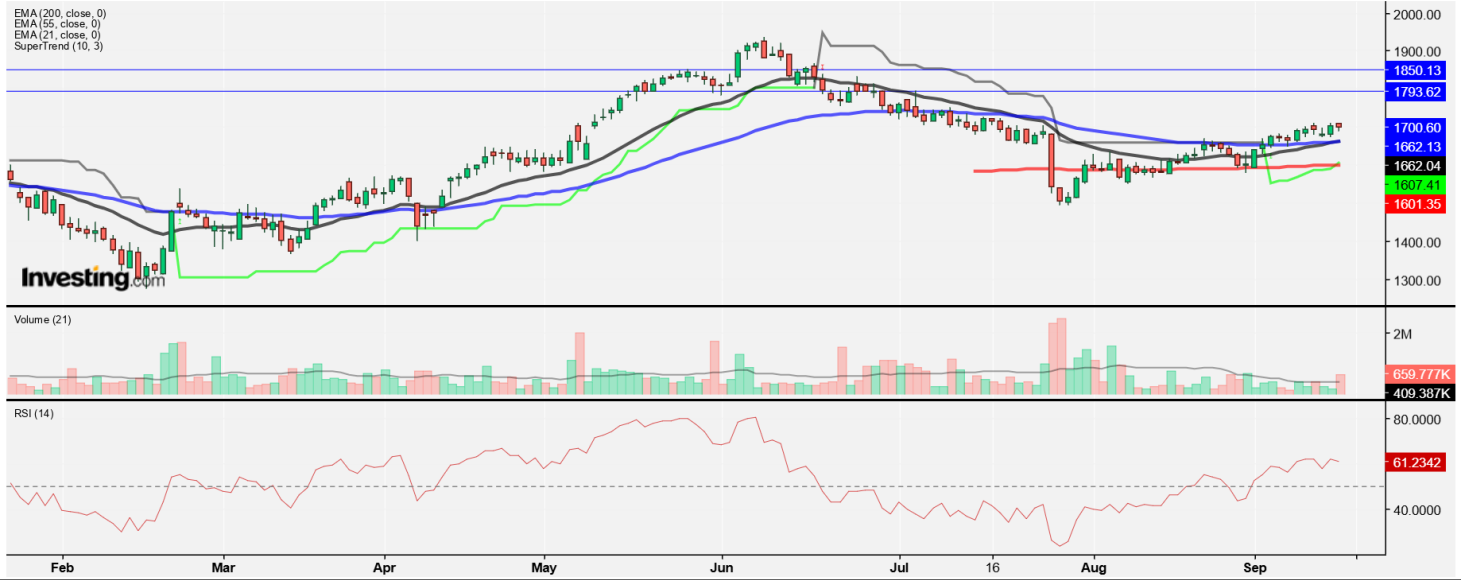 EMA (200, close, 0)
EMA (55, close, 0)
EMA (21, close, 0)
SuperTrend (10, 3)
2000.00
1900.00
1850.13
1793.62
1700.60
1662.13
1662.04
1607.41
1601.35
1400.00
1300.00
Investing.com
Volume (21)
2M
659.777K
409.387K
RSI (14)
80.0000
61.2342
40.0000
Feb Mar Apr May Jun Jul 16 Aug Sep